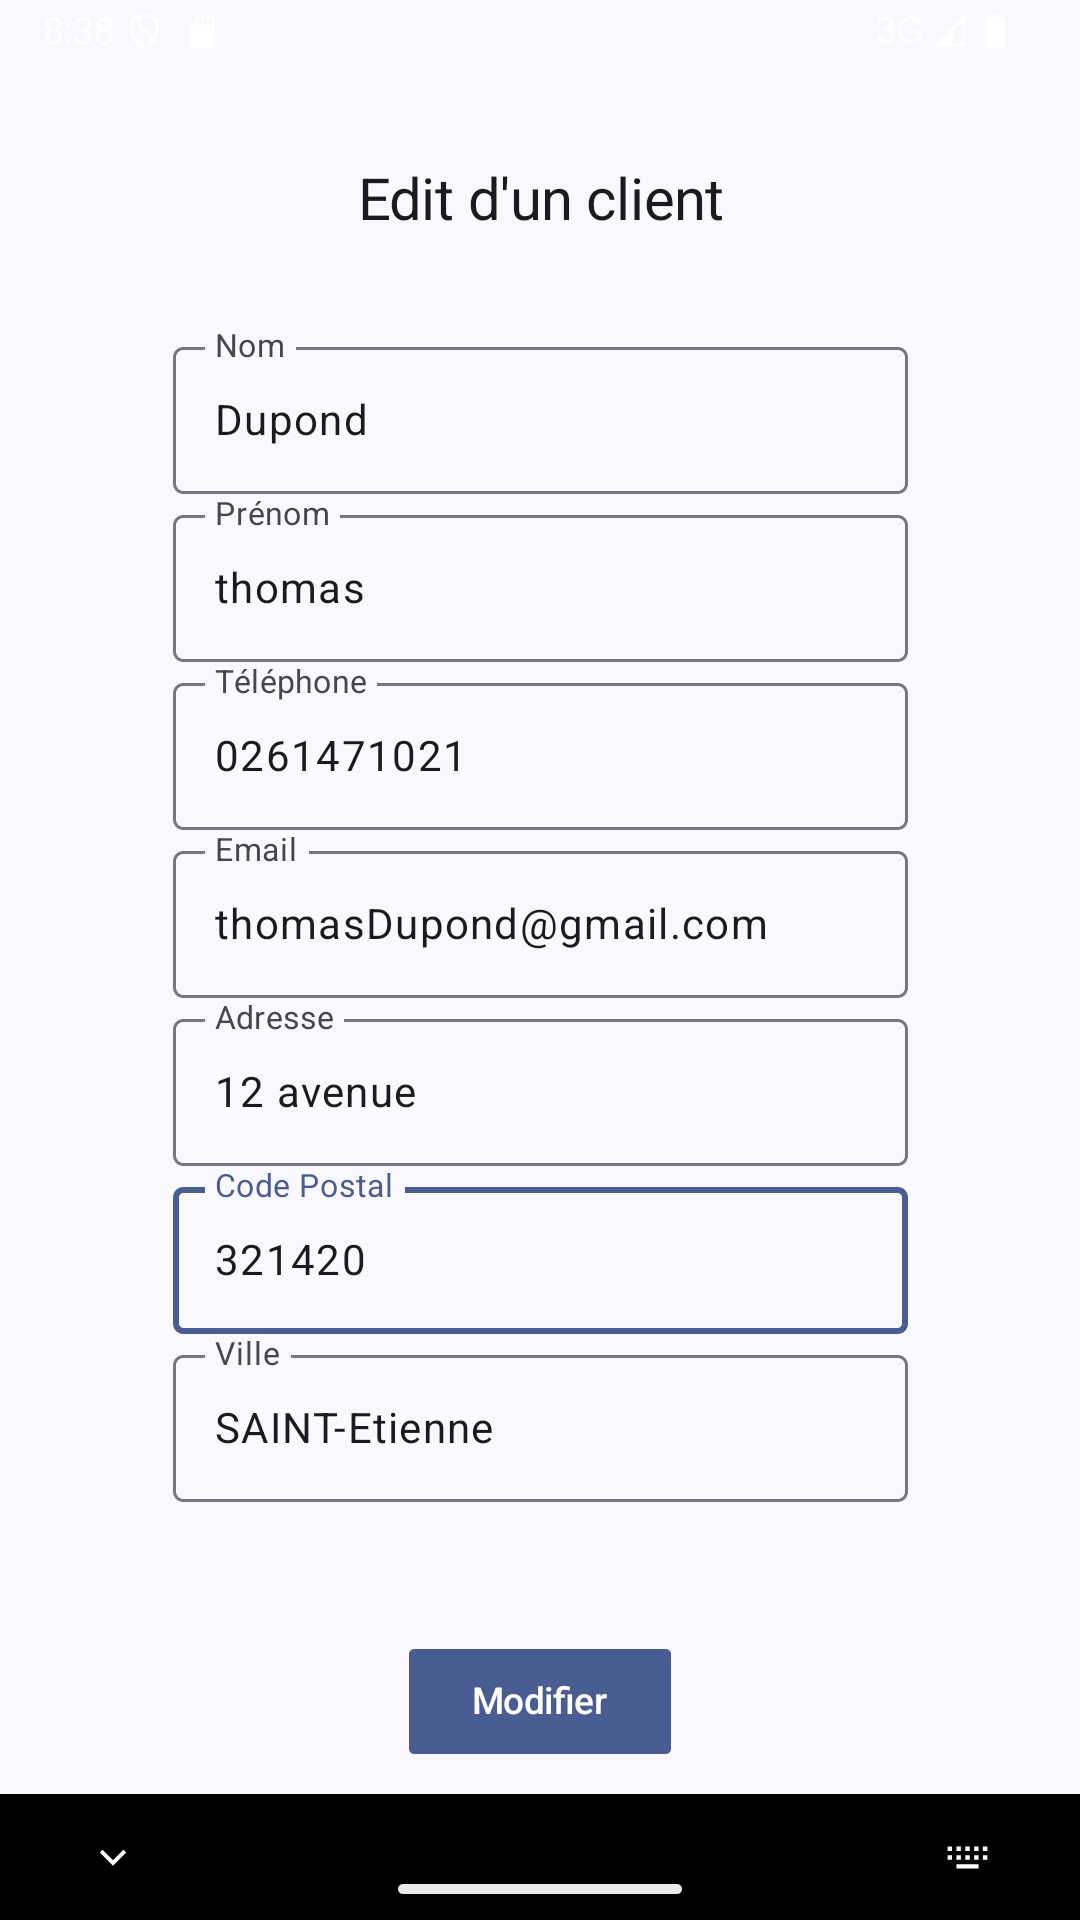 8:38 3G
Edit d'un client
Nom
Dupond
Prénom
thomas
Téléphone
0261471021
Email
thomasDupond@gmail.com
Adresse
12 avenue
Code Postal
321420
Ville
SAINT-Etienne
Modifier